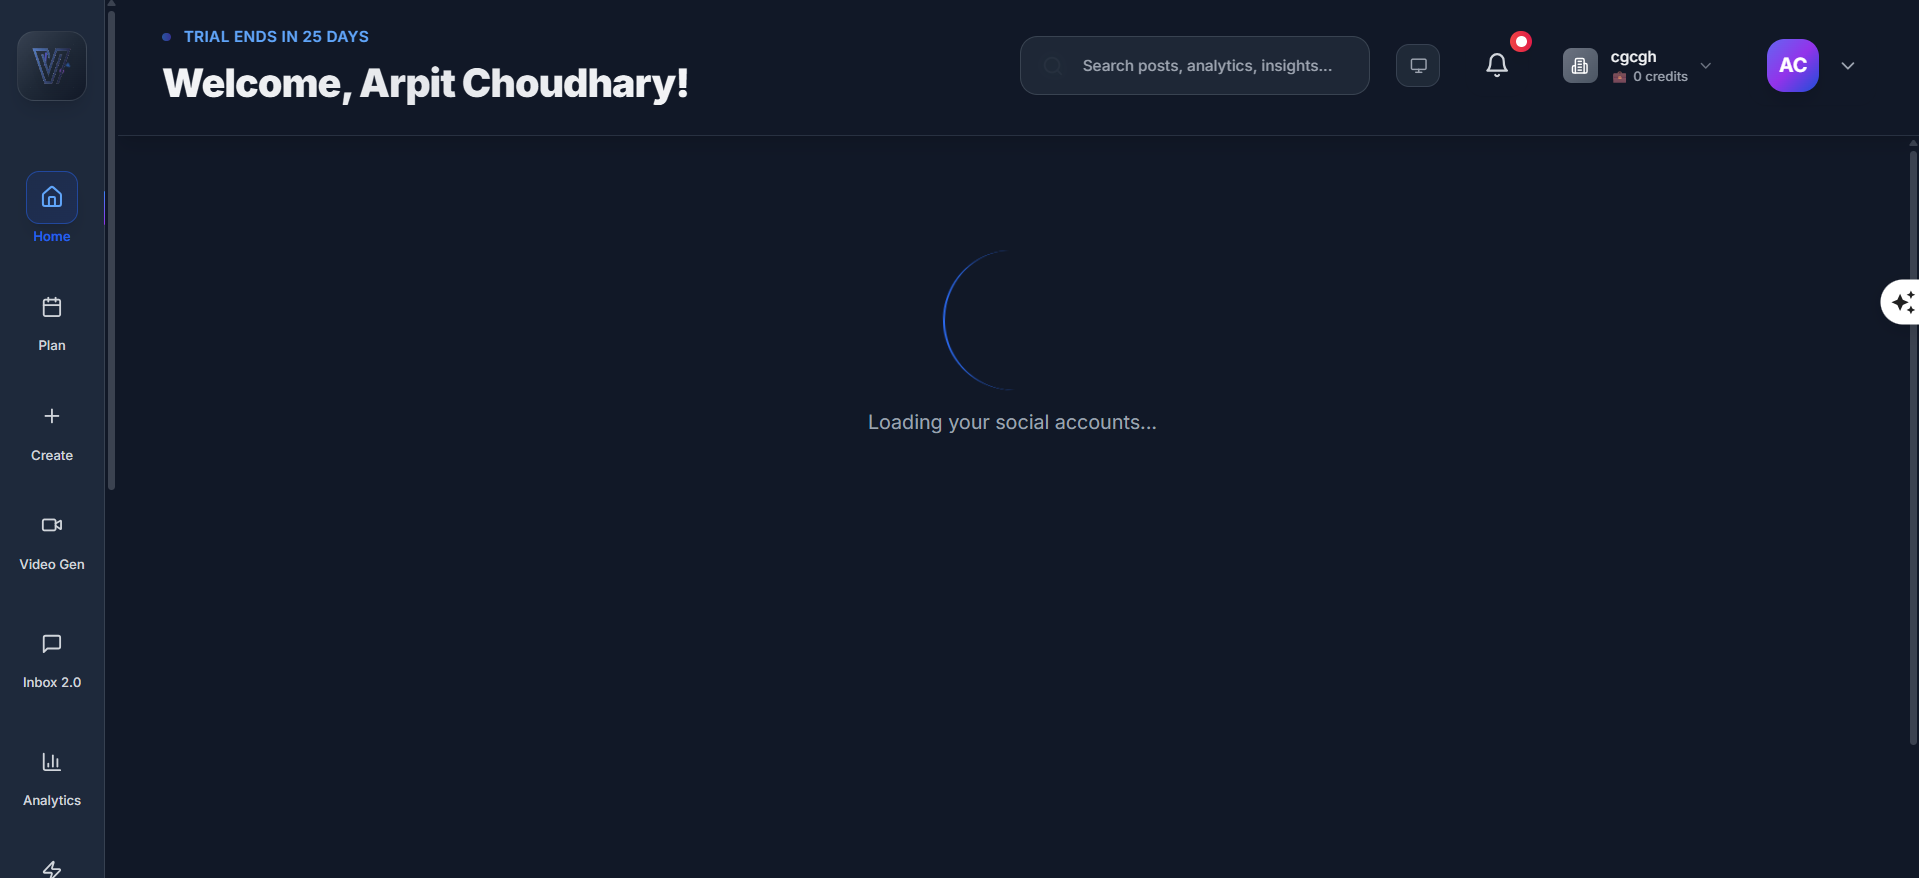 TRIAL ENDS IN 25 DAYS
Welcome, Arpit Choudhary!
Search posts, analytics, insights...
cgcgh
0 credits
AC
Home
Plan
Create
Video Gen
Inbox 2.0
Analytics
Loading your social accounts...